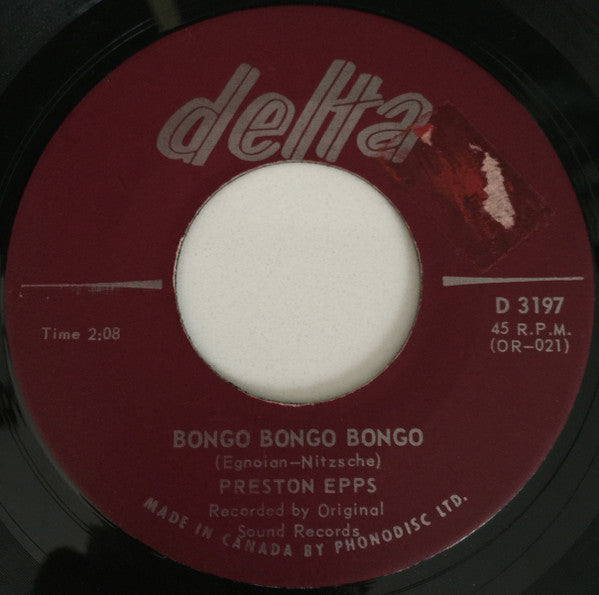 delta
D 3197
Time 2:08
45 R.P.M.
(OR-021)
BONGO BONGO BONGO
(Egnoian-Nitzsche)
PRESTON EPPS
Recorded by Original
Sound Records
MADE IN CANADA BY PHONODISC LTD.